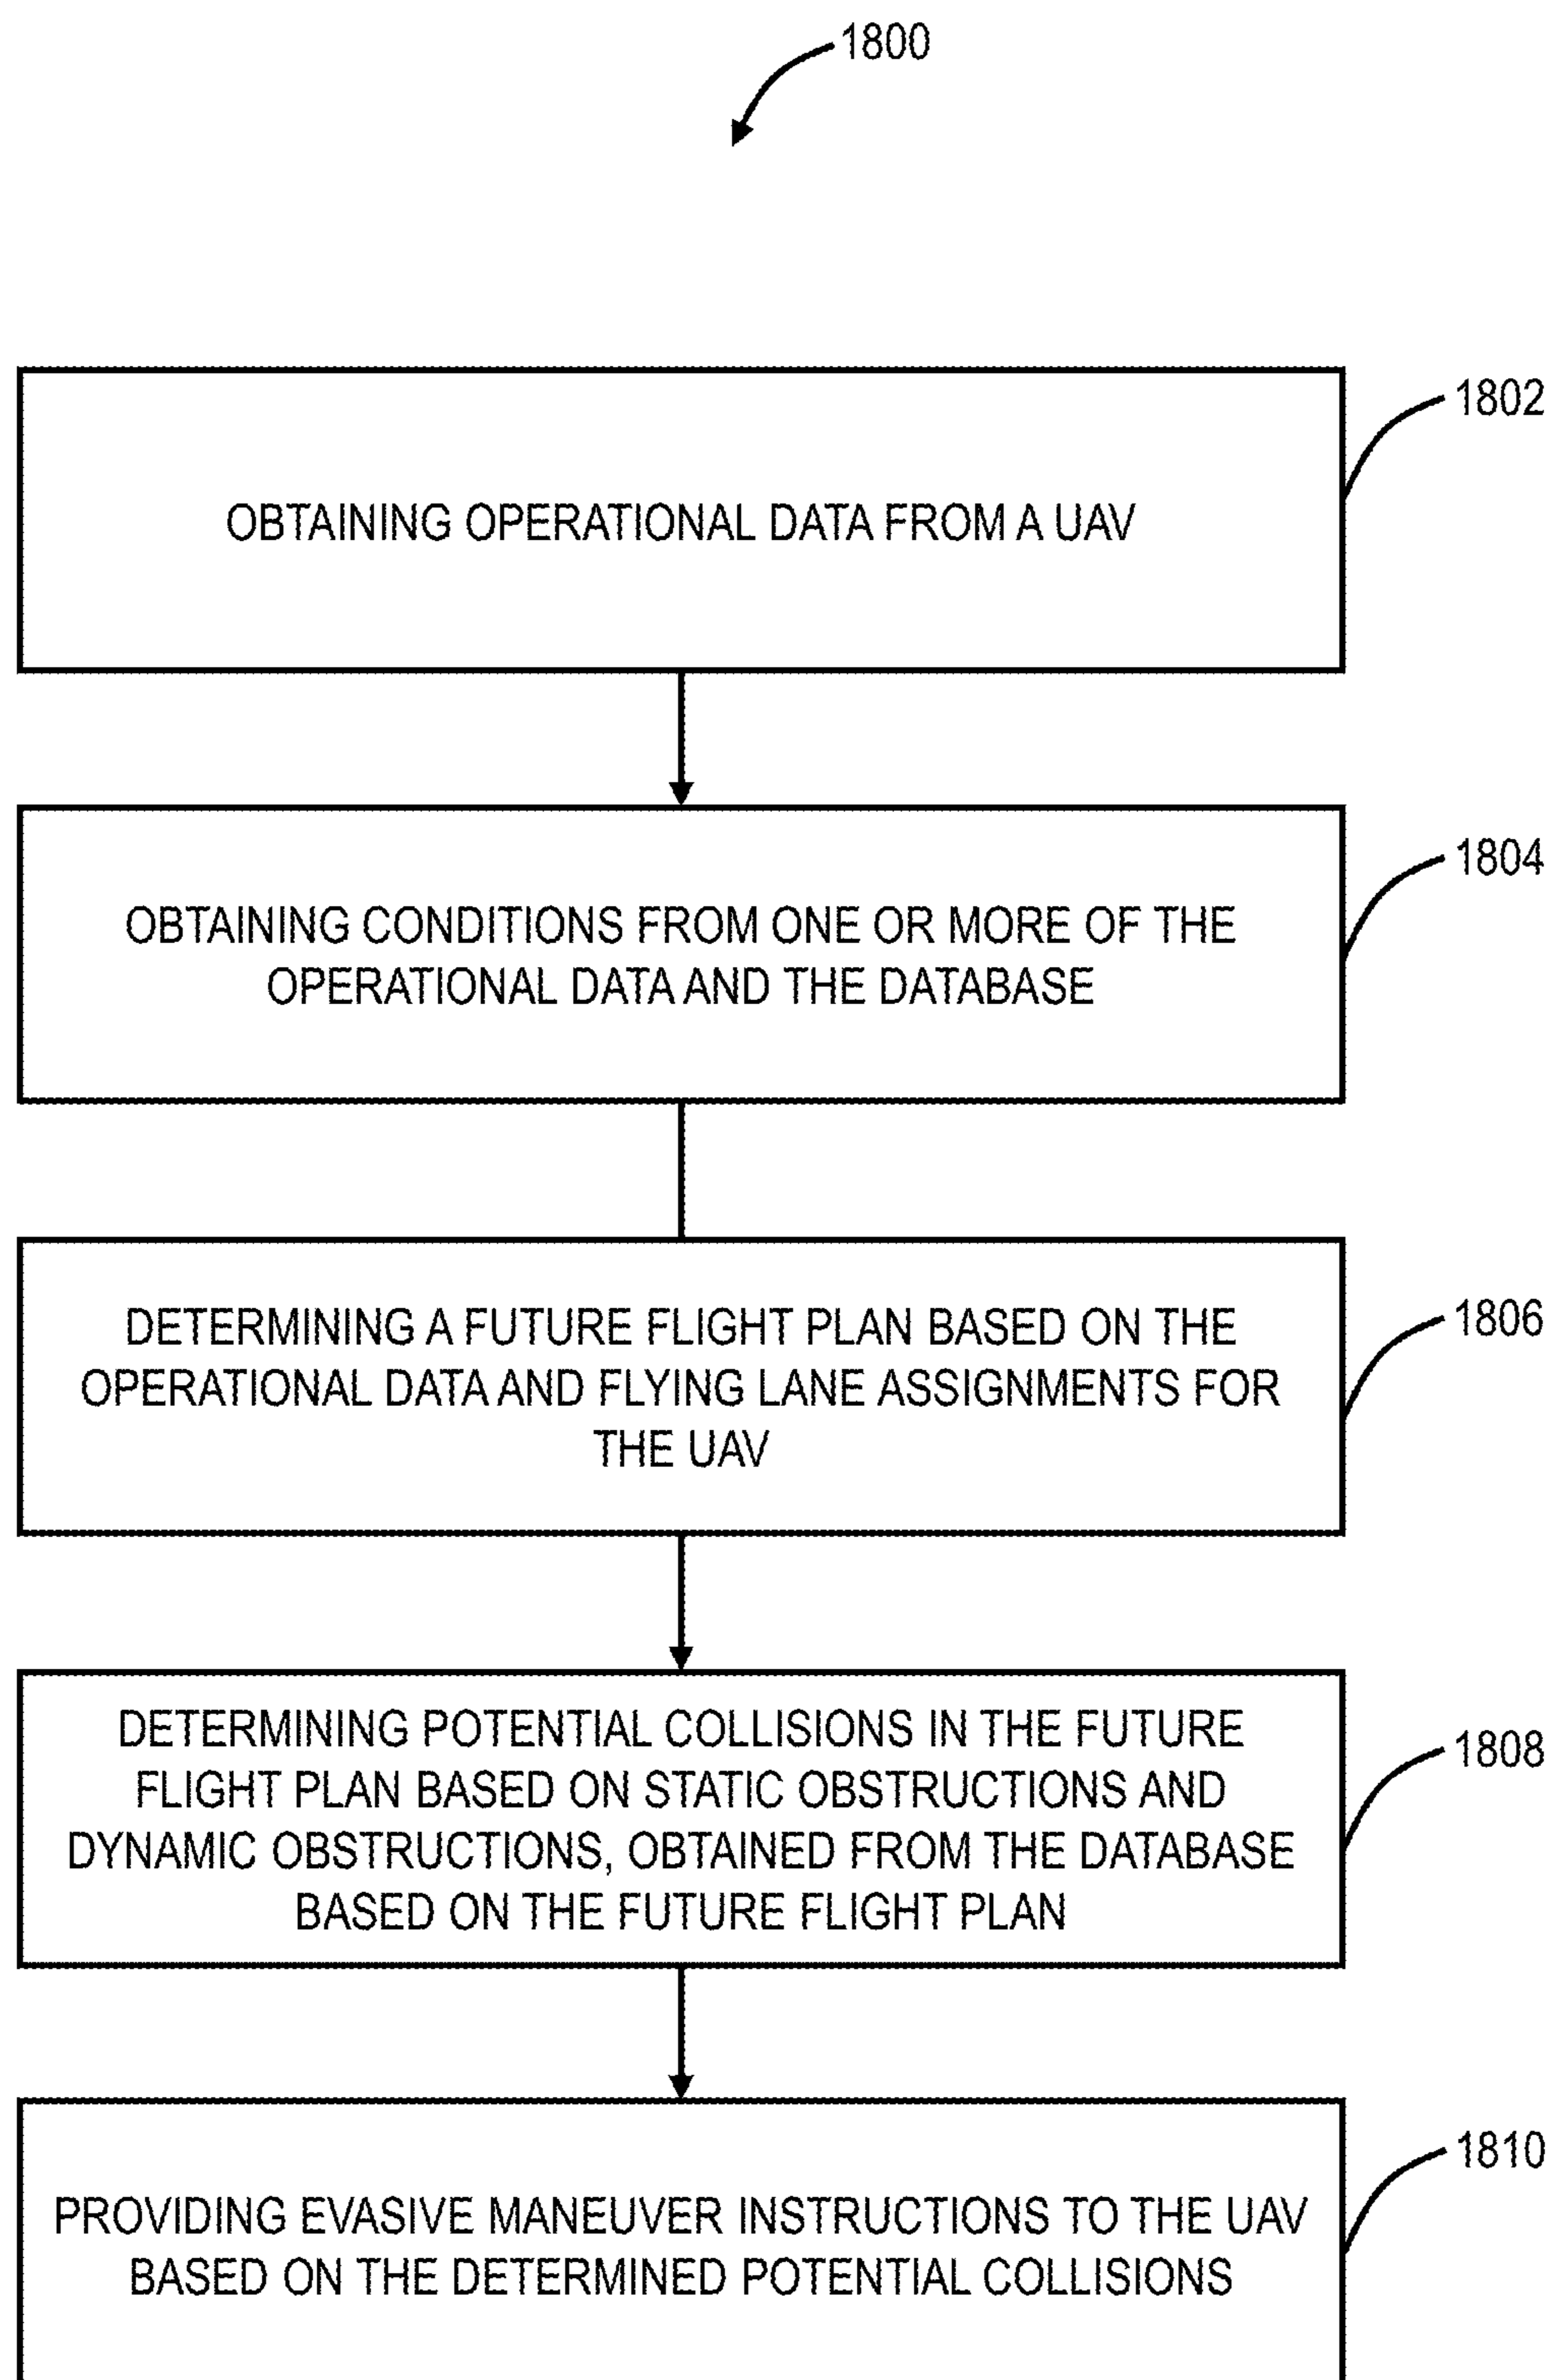 1800
1802
OBTAINING OPERATIONAL DATA FROM A UAV
1804
OBTAINING CONDITIONS FROM ONE OR MORE OF THE
OPERATIONAL DATA AND THE DATABASE
1806
DETERMINING A FUTURE FLIGHT PLAN BASED ON THE
OPERATIONAL DATA AND FLYING LANE ASSIGNMENTS FOR
THE UAV
1808
DETERMINING POTENTIAL COLLISIONS IN THE FUTURE
FLIGHT PLAN BASED ON STATIC OBSTRUCTIONS AND
DYNAMIC OBSTRUCTIONS, OBTAINED FROM THE DATABASE
BASED ON THE FUTURE FLIGHT PLAN
1810
PROVIDING EVASIVE MANEUVER INSTRUCTIONS TO THE UAV
BASED ON THE DETERMINED POTENTIAL COLLISIONS